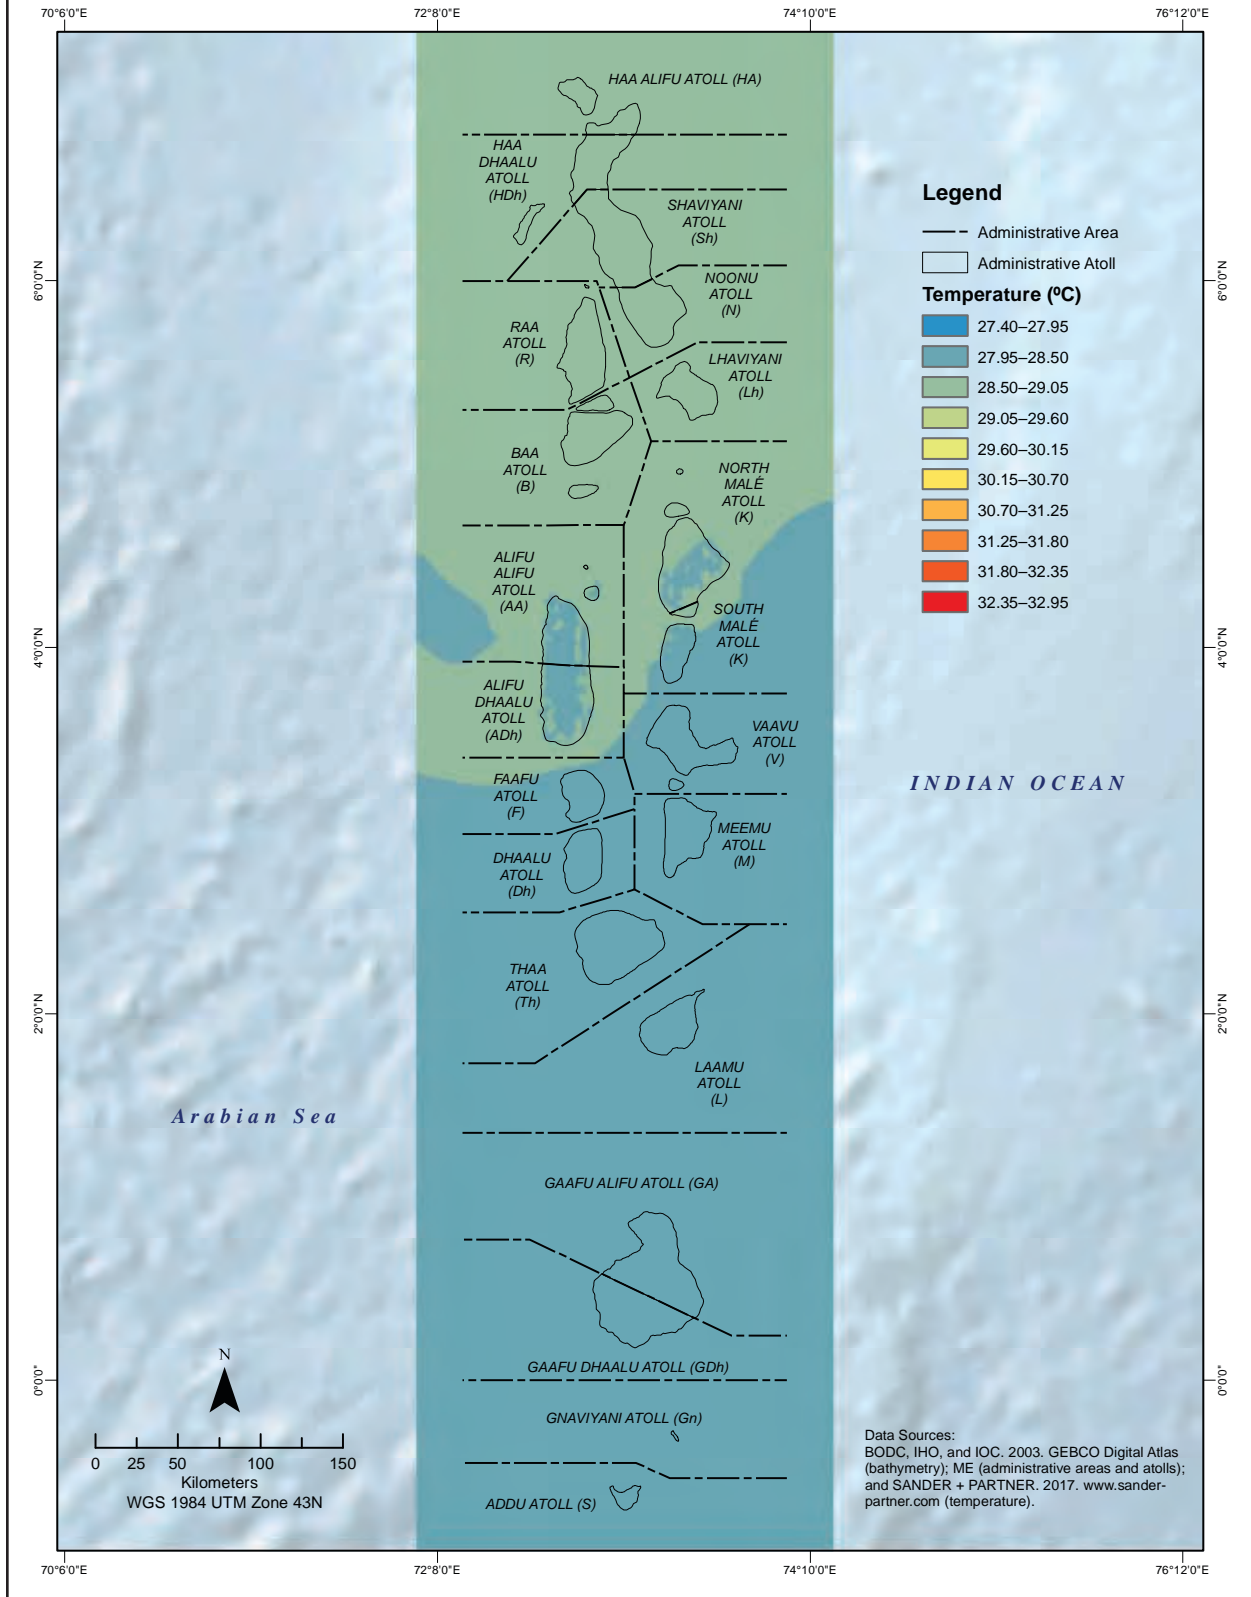 70°6'0"E
72°8'0"E
74°10'0"E
76°12'0"E
HAA ALIFU ATOLL (HA)
HAA
DHAALU
ATOLL
(HDh)
SHAVIYANI
ATOLL
(Sh)
NOONU
ATOLL
(N)
RAA
ATOLL
(R)
LHAVIYANI
ATOLL
(Lh)
BAA
ATOLL
(B)
NORTH
MALÉ
ATOLL
(K)
ALIFU
ALIFU
ATOLL
(AA)
SOUTH
MALÉ
ATOLL
(K)
ALIFU
DHAALU
ATOLL
(ADh)
VAAVU
ATOLL
(V)
FAAFU
ATOLL
(F)
MEEMU
ATOLL
(M)
DHAALU
ATOLL
(Dh)
THAA
ATOLL
(Th)
LAAMU
ATOLL
(L)
GAAFU ALIFU ATOLL (GA)
GAAFU DHAALU ATOLL (GDh)
GNAVIYANI ATOLL (Gn)
ADDU ATOLL (S)
Legend
Administrative Area
Administrative Atoll
Temperature (ºC)
27.40–27.95
27.95–28.50
28.50–29.05
29.05–29.60
29.60–30.15
30.15–30.70
30.70–31.25
31.25–31.80
31.80–32.35
32.35–32.95
INDIAN OCEAN
Arabian Sea
6°0'0"N
4°0'0"N
2°0'0"N
0°0'0"
6°0'0"N
4°0'0"N
2°0'0"N
0°0'0"
N
0 25 50 100 150
Kilometers
WGS 1984 UTM Zone 43N
Data Sources:
BODC, IHO, and IOC. 2003. GEBCO Digital Atlas
(bathymetry); ME (administrative areas and atolls);
and SANDER + PARTNER. 2017. www.sander-
partner.com (temperature).
70°6'0"E
72°8'0"E
74°10'0"E
76°12'0"E